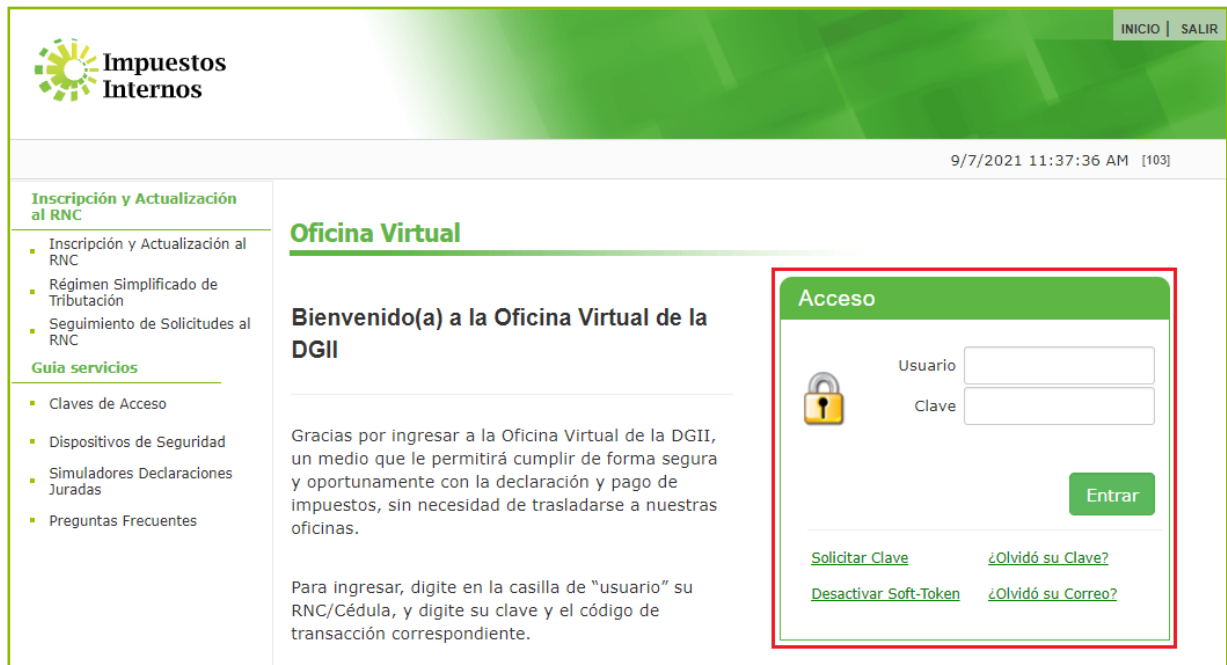 INICIO | SALIR
Impuestos
Internos
9/7/2021 11:37:36 AM [103]
Inscripción y Actualización
al RNC
Inscripción y Actualización al
RNC
Régimen Simplificado de
Tributación
Seguimiento de Solicitudes al
RNC
Guia servicios
Claves de Acceso
Dispositivos de Seguridad
Simuladores Declaraciones
Juradas
Preguntas Frecuentes
Oficina Virtual
Bienvenido(a) a la Oficina Virtual de la
DGII
Gracias por ingresar a la Oficina Virtual de la DGII,
un medio que le permitirá cumplir de forma segura
y oportunamente con la declaración y pago de
impuestos, sin necesidad de trasladarse a nuestras
oficinas.
Para ingresar, digite en la casilla de “usuario” su
RNC/Cédula, y digite su clave y el código de
transacción correspondiente.
Acceso
Usuario
Clave
Entrar
Solicitar Clave ¿Olvidó su Clave?
Desactivar Soft-Token ¿Olvidó su Correo?